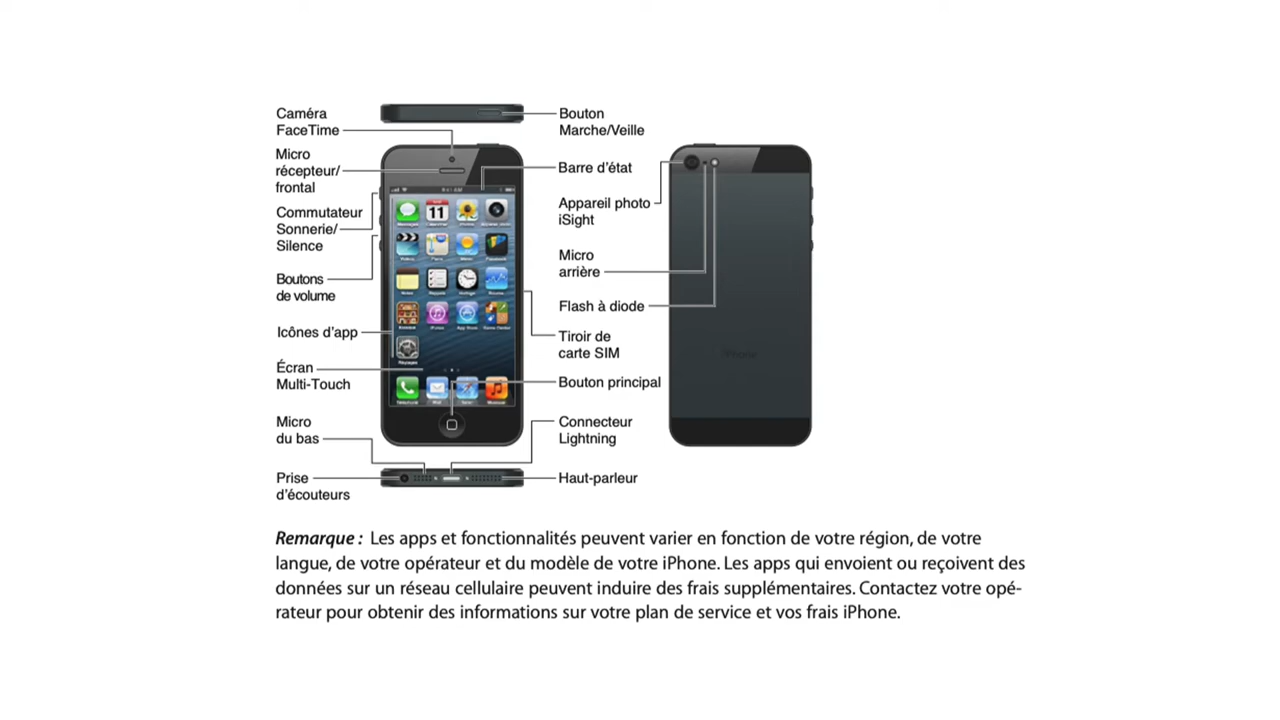 Caméra
FaceTime
Micro
récepteur/
frontal
Commutateur
Sonnerie/
Silence
Boutons
de volume
Icônes d'app
Écran
Multi-Touch
Micro
du bas
Prise
d'écouteurs
9:41 AM
11
Bouton
Marche/Veille
Barre d'état
Appareil photo
iSight
Micro
arrière
Flash à diode
Tiroir de
carte SIM
Bouton principal
Connecteur
Lightning
Haut-parleur
iPhone
Remarque : Les apps et fonctionnalités peuvent varier en fonction de votre région, de votre
langue, de votre opérateur et du modèle de votre iPhone. Les apps qui envoient ou reçoivent des
données sur un réseau cellulaire peuvent induire des frais supplémentaires. Contactez votre opé-
rateur pour obtenir des informations sur votre plan de service et vos frais iPhone.